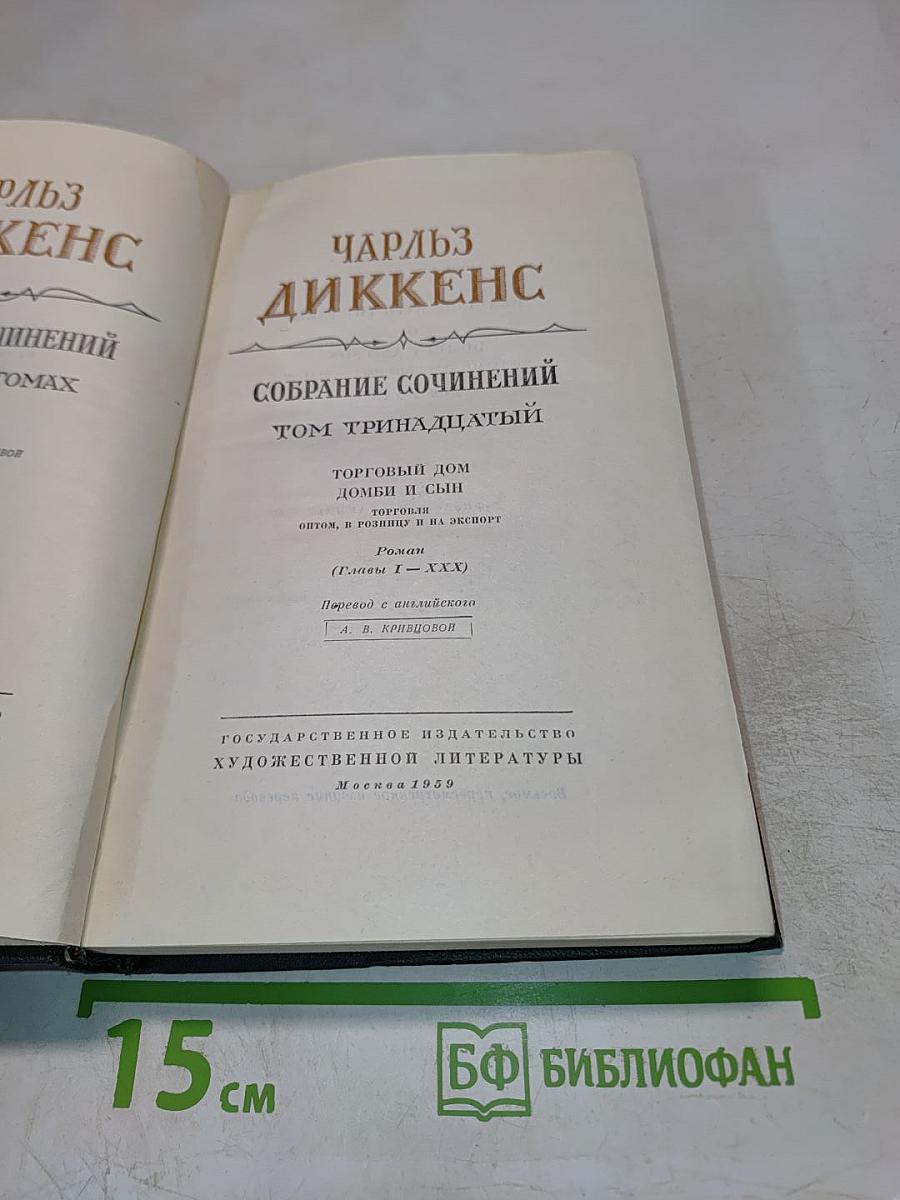 ЧАРЛЬЗ
ДИККЕНС
СОБРАНИЕ СОЧИНЕНИЙ
ТОМ ТРИНАДЦАТЫЙ
ТОРГОВЫЙ ДОМ
ДОМБИ И СЫН
ТОРГОВЛЯ
ОПТОМ, В РОЗНИЦУ И НА ЭКСПОРТ
Роман
(Главы I — XXX)
Перевод с английского
А. В. КРИВЦОВОЙ
ГОСУДАРСТВЕННОЕ ИЗДАТЕЛЬСТВО
ХУДОЖЕСТВЕННОЙ ЛИТЕРАТУРЫ
Москва 1959
15 см
БФ БИБЛИОФАН